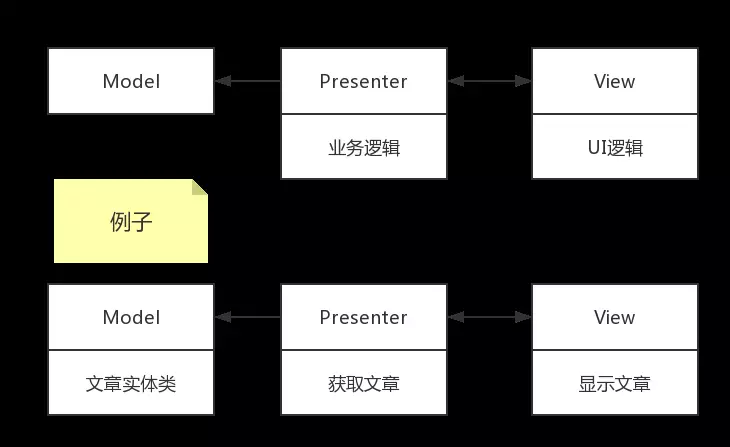 Model
Presenter
View
业务逻辑
UI逻辑
例子
Model
Presenter
View
文章实体类
获取文章
显示文章